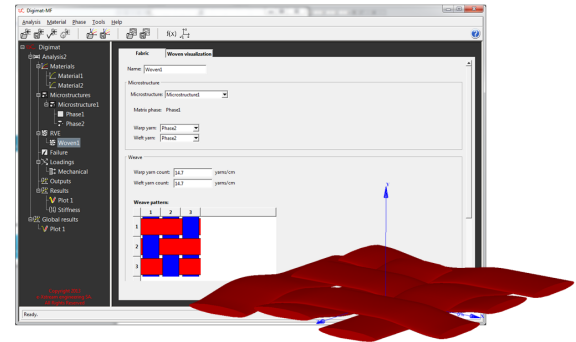 Digimat-MF
Analysis Material Phase Tools Help
f(x)
Digimat
Analysis2
Materials
Material1
Material2
Microstructures
Microstructure1
Phase1
Phase2
RVE
Woven1
Failure
Loadings
Mechanical
Outputs
Results
Plot 1
Stiffness
Global results
Plot 1
Fabric Woven visualization
Name: Woven1
Microstructure
Microstructure: Microstructure1
Matrix phase: Phase1
Warp yarn: Phase2
Weft yarn: Phase2
Weave
Warp yarn count: 14.7 yarns/cm
Weft yarn count: 14.7 yarns/cm
Weave pattern:
1 2 3
1
2
3
Ready.